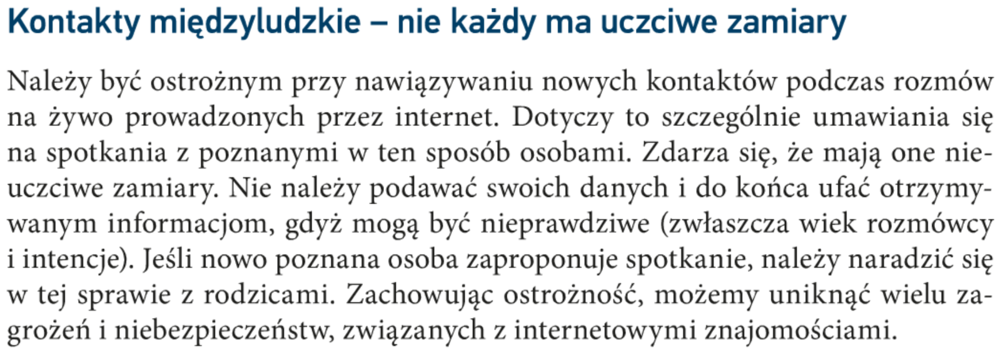 Kontakty międzyludzkie – nie każdy ma uczciwe zamiary
Należy być ostrożnym przy nawiązywaniu nowych kontaktów podczas rozmów
na żywo prowadzonych przez internet. Dotyczy to szczególnie umawiania się
na spotkania z poznanymi w ten sposób osobami. Zdarza się, że mają one nie-
uczciwe zamiary. Nie należy podawać swoich danych i do końca ufać otrzymy-
wanym informacjom, gdyż mogą być nieprawdziwe (zwłaszcza wiek rozmówcy
i intencje). Jeśli nowo poznana osoba zaproponuje spotkanie, należy naradzić się
w tej sprawie z rodzicami. Zachowując ostrożność, możemy uniknąć wielu za-
grożeń i niebezpieczeństw, związanych z internetowymi znajomościami.